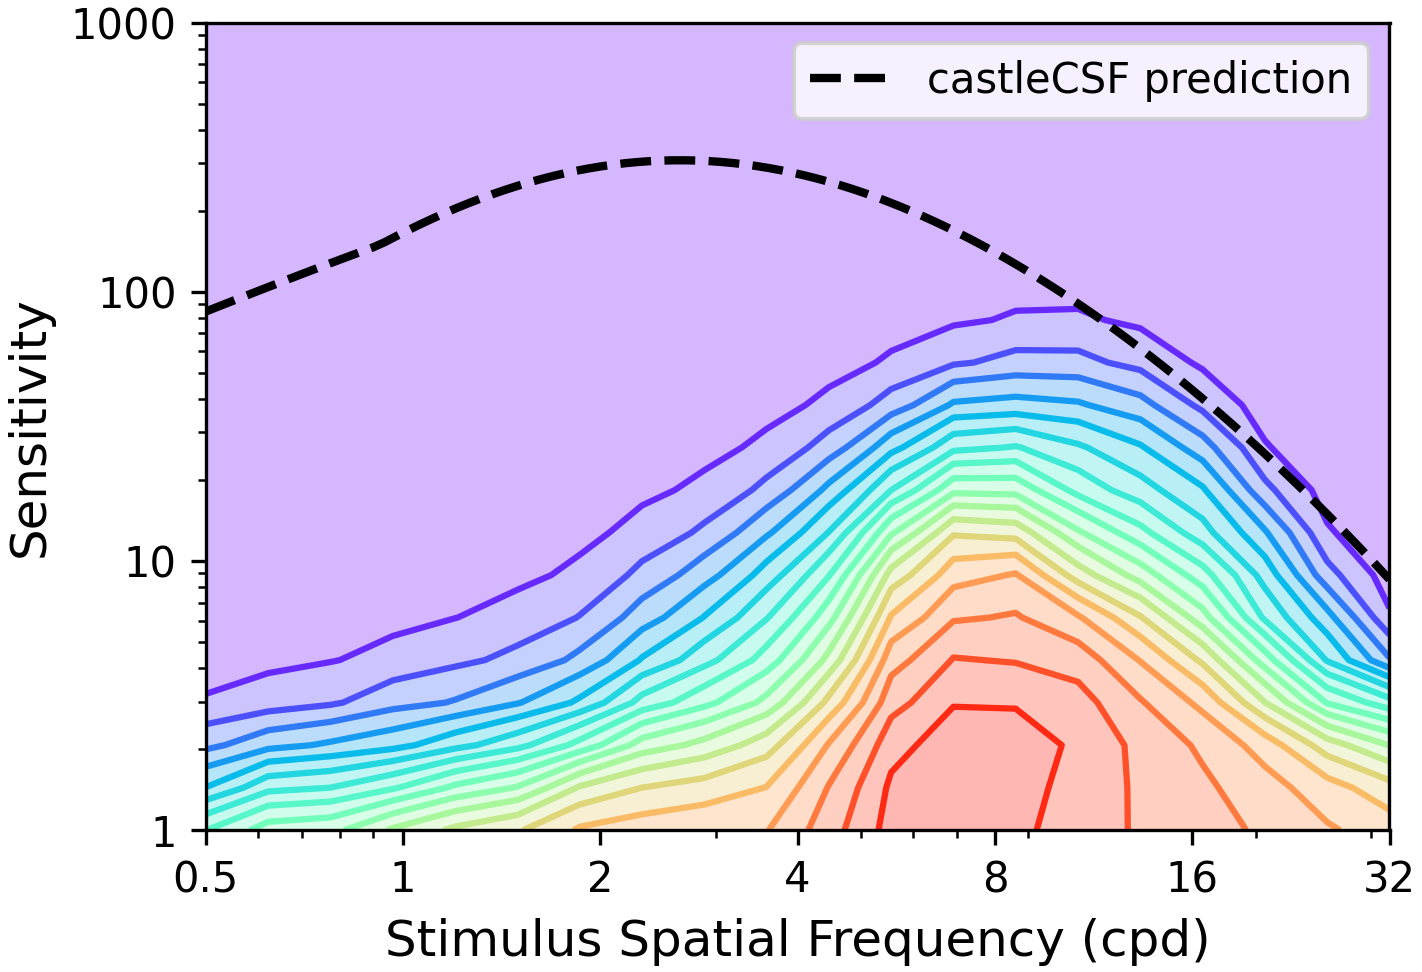 1000
castleCSF prediction
100
Sensitivity
10
1
0.5 1 2 4 8 16 32
Stimulus Spatial Frequency (cpd)